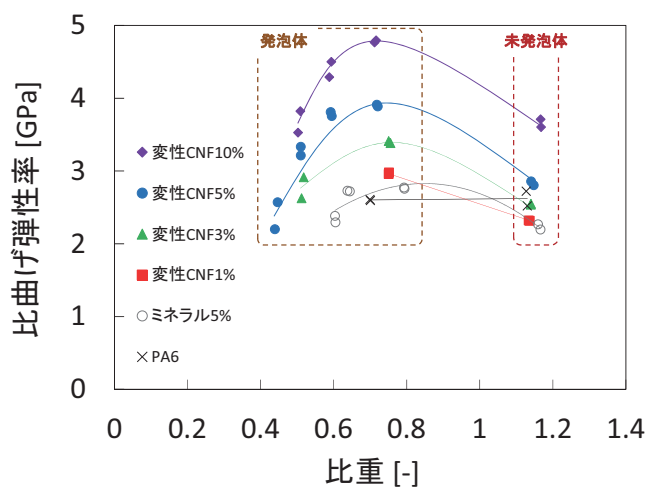 発泡体
未発泡体
比曲げ弾性率 [GPa]
5
4
3
2
1
0
変性CNF10%
変性CNF5%
変性CNF3%
変性CNF1%
ミネラル5%
PA6
0
0.2
0.4
0.6
0.8
1
1.2
1.4
比重 [-]